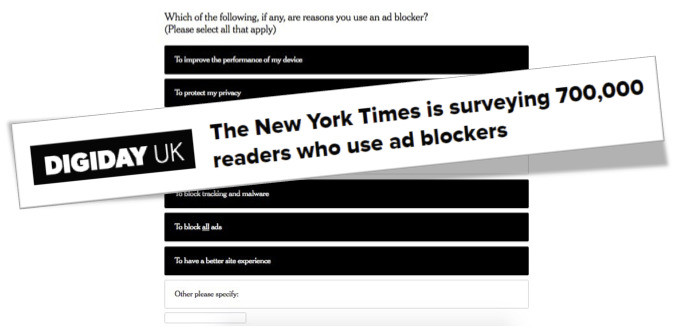 Which of the following, if any, are reasons you use an ad blocker?
(Please select all that apply)
To improve the performance of my device
To protect my privacy
DIGIDAY UK
The New York Times is surveying 700,000
readers who use ad blockers
To block tracking and malware
To block all ads
To have a better site experience
Other please specify: